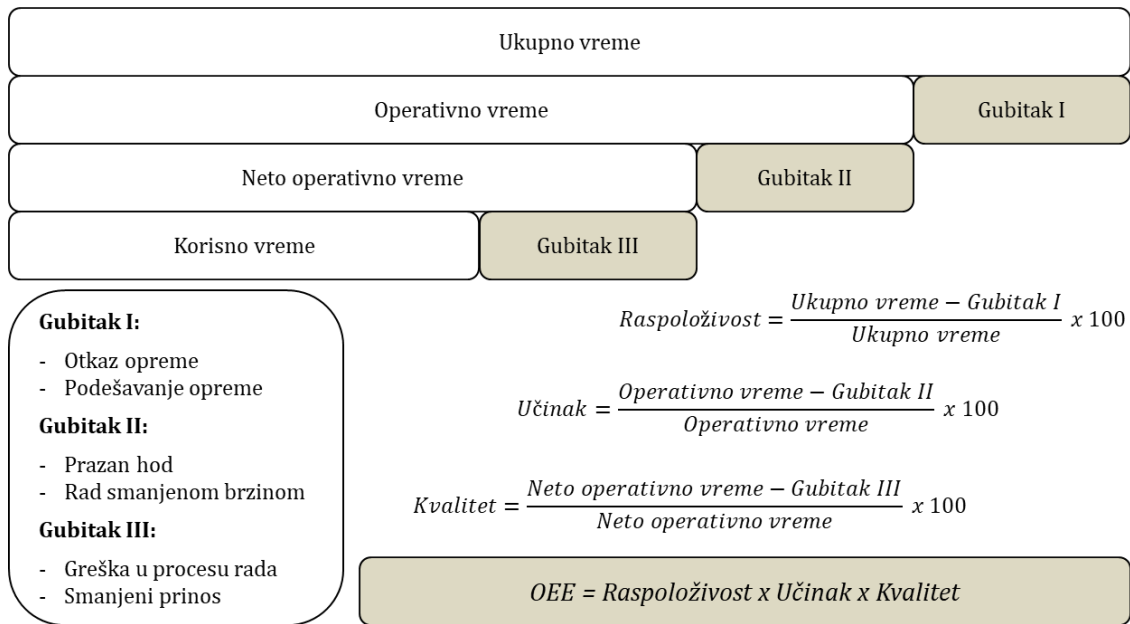 Ukupno vreme
Operativno vreme
Gubitak I
Neto operativno vreme
Gubitak II
Korisno vreme
Gubitak III
Gubitak I:
- Otkaz opreme
- Podešavanje opreme
Gubitak II:
- Prazan hod
- Rad smanjenom brzinom
Gubitak III:
- Greška u procesu rada
- Smanjeni prinos
Raspoloživost = (Ukupno vreme − Gubitak I) / (Ukupno vreme) x 100
Učinak = (Operativno vreme − Gubitak II) / (Operativno vreme) x 100
Kvalitet = (Neto operativno vreme − Gubitak III) / (Neto operativno vreme) x 100
OEE = Raspoloživost x Učinak x Kvalitet